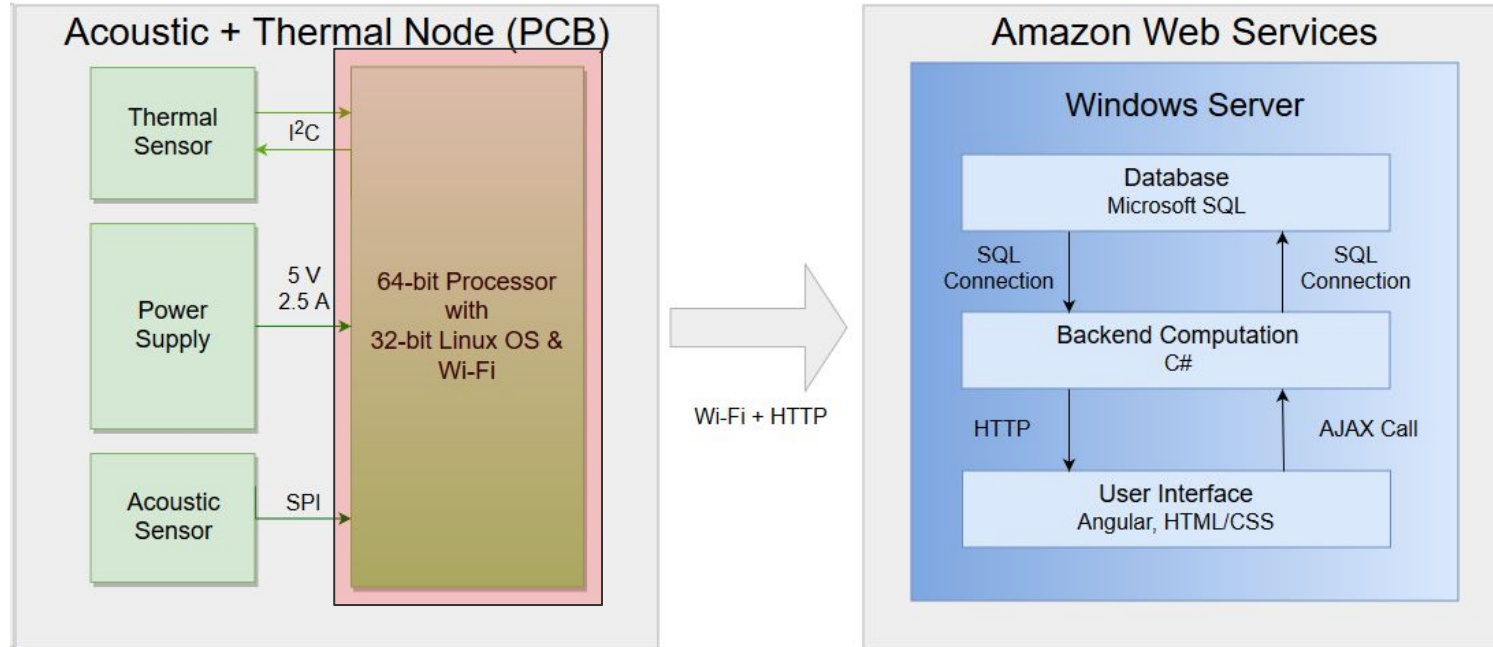 Acoustic + Thermal Node (PCB)
Thermal
Sensor
I²C
Power
Supply
5 V
2.5 A
64-bit Processor
with
32-bit Linux OS &
Wi-Fi
Acoustic
Sensor
SPI
Wi-Fi + HTTP
Amazon Web Services
Windows Server
Database
Microsoft SQL
SQL
Connection
SQL
Connection
Backend Computation
C#
HTTP
AJAX Call
User Interface
Angular, HTML/CSS